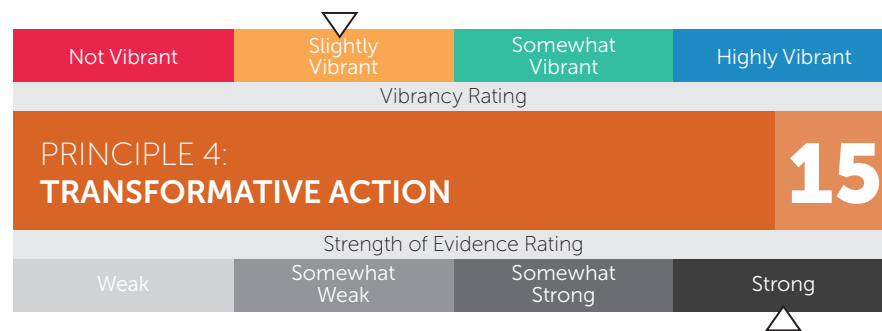 Not Vibrant
Slightly
Vibrant
Somewhat
Vibrant
Highly Vibrant
Vibrancy Rating
PRINCIPLE 4:
TRANSFORMATIVE ACTION
15
Strength of Evidence Rating
Weak
Somewhat
Weak
Somewhat
Strong
Strong